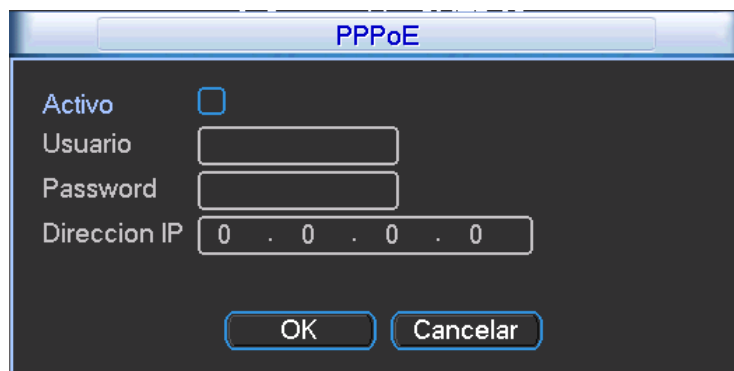 PPPoE
Activo
Usuario
Password
Direccion IP 0 . 0 . 0 . 0
OK Cancelar